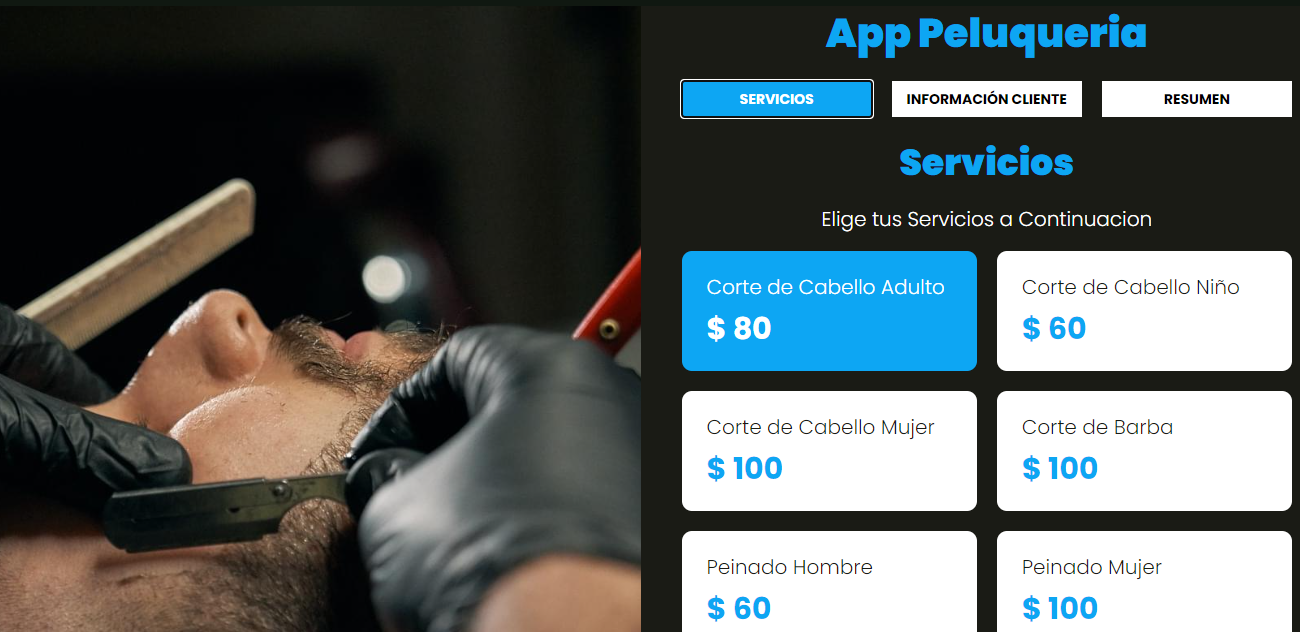 App Peluqueria
SERVICIOS
INFORMACIÓN CLIENTE
RESUMEN
Servicios
Elige tus Servicios a Continuacion
Corte de Cabello Adulto
$ 80
Corte de Cabello Niño
$ 60
Corte de Cabello Mujer
$ 100
Corte de Barba
$ 100
Peinado Hombre
$ 60
Peinado Mujer
$ 100